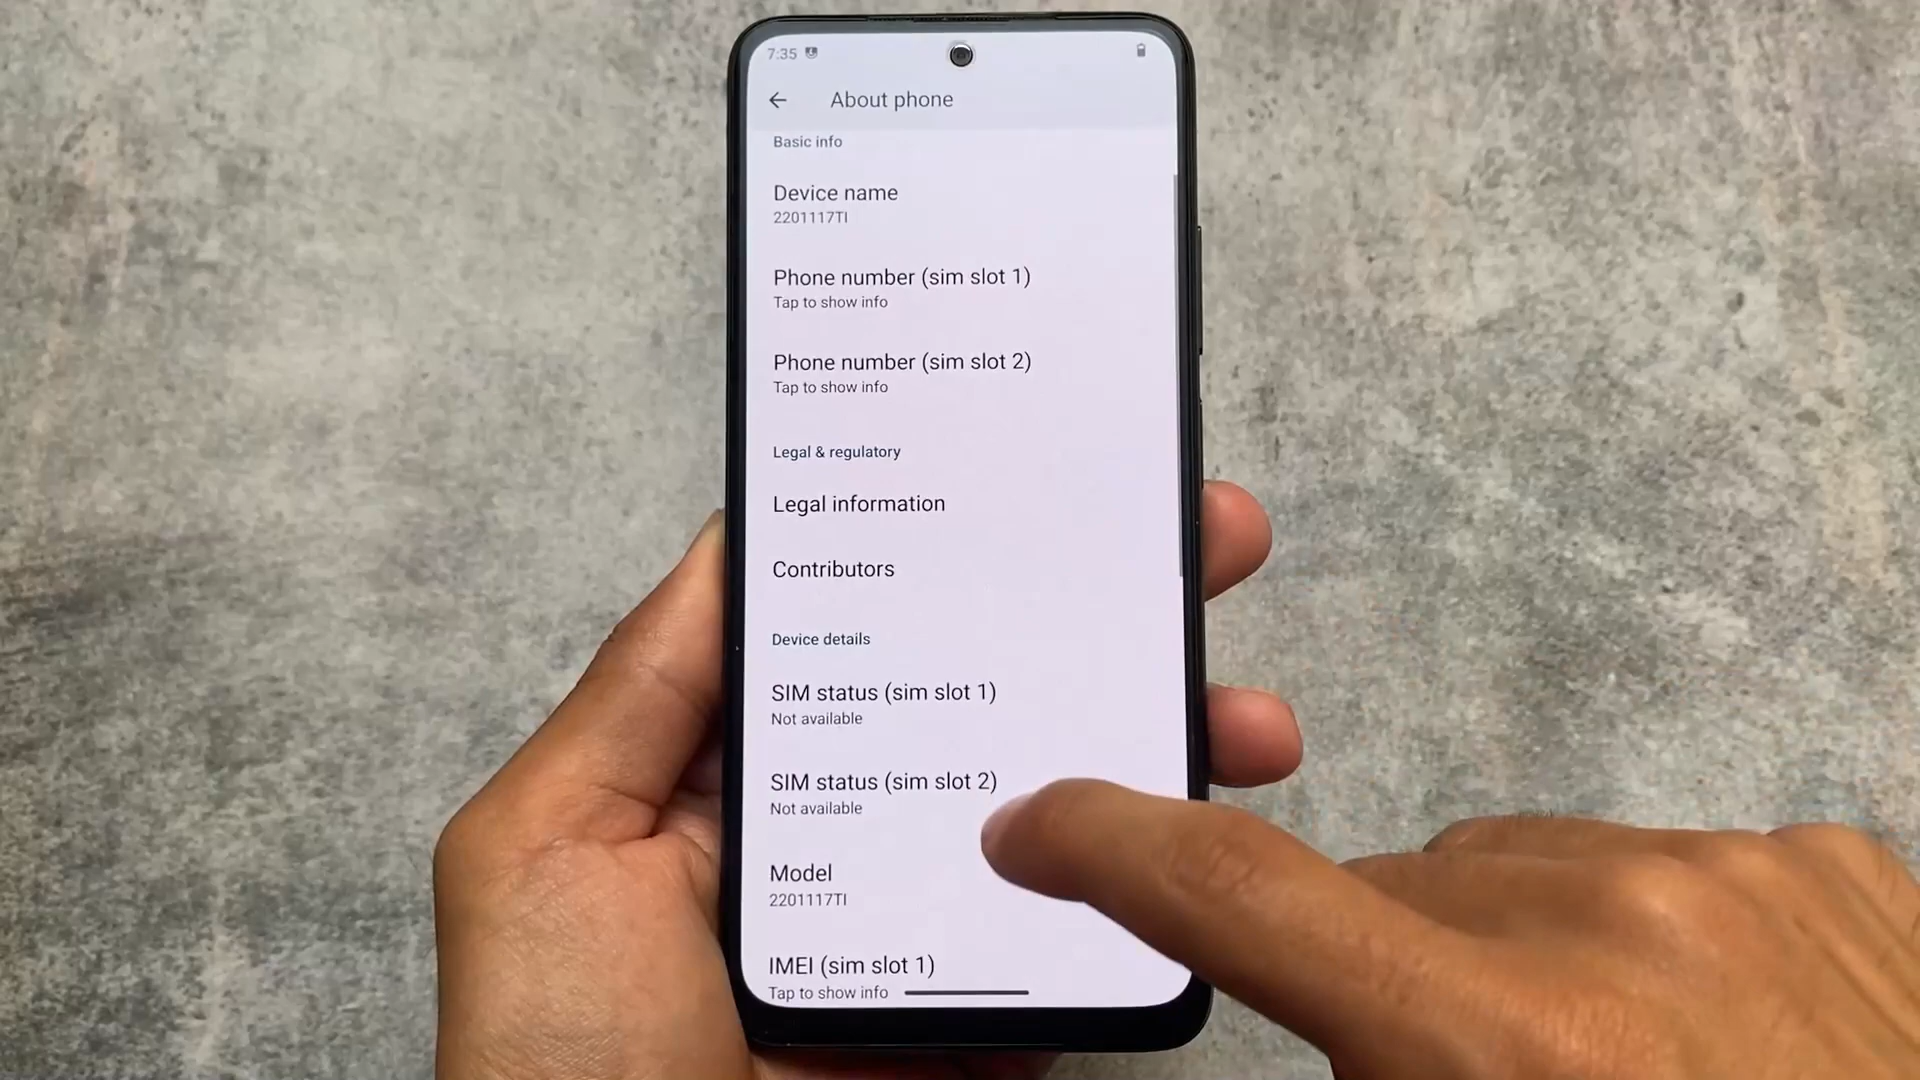 7:35
About phone
Basic info
Device name
2201117TI
Phone number (sim slot 1)
Tap to show info
Phone number (sim slot 2)
Tap to show info
Legal & regulatory
Legal information
Contributors
Device details
SIM status (sim slot 1)
Not available
SIM status (sim slot 2)
Not available
Model
2201117TI
IMEI (sim slot 1)
Tap to show info